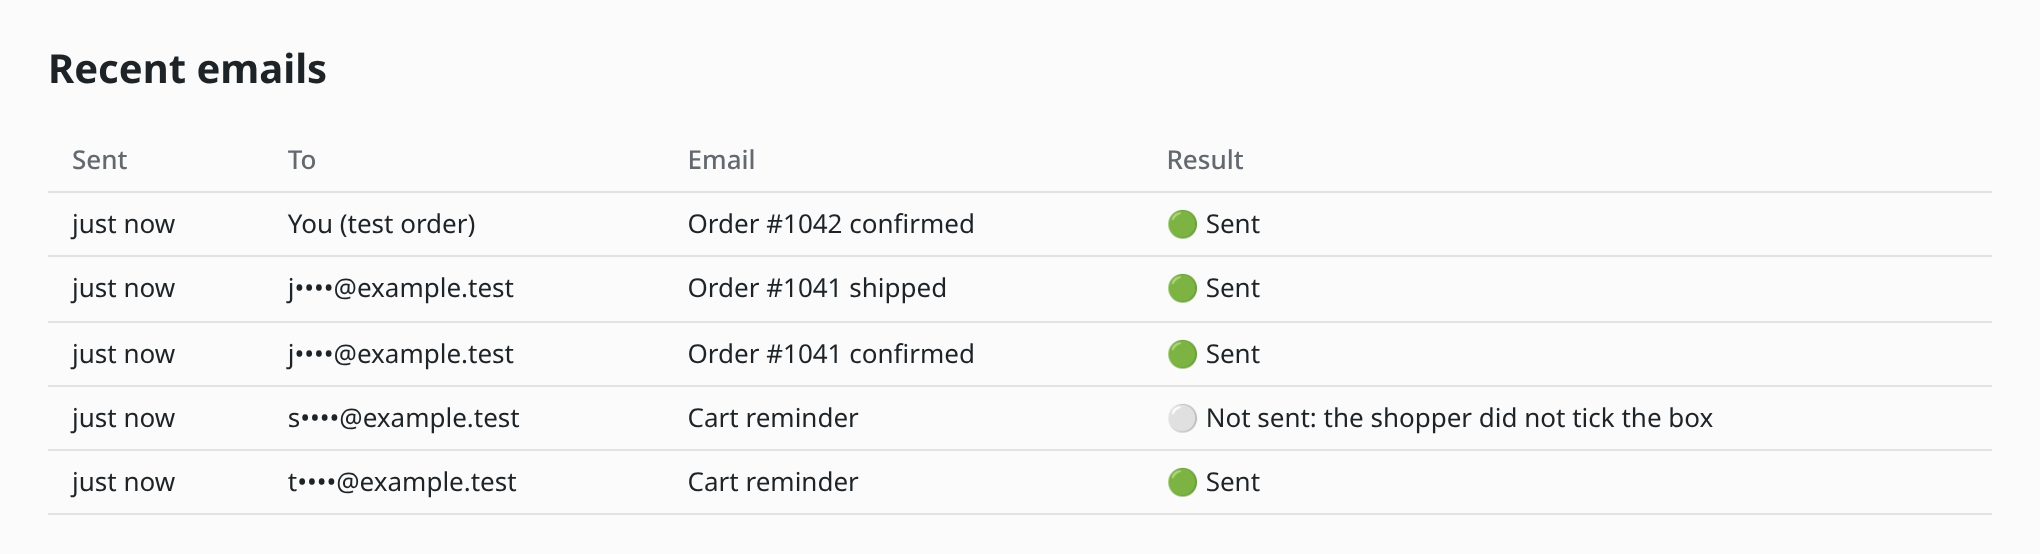 Recent emails
Sent To Email Result
just now You (test order) Order #1042 confirmed Sent
just now j••••@example.test Order #1041 shipped Sent
just now j••••@example.test Order #1041 confirmed Sent
just now s••••@example.test Cart reminder Not sent: the shopper did not tick the box
just now t••••@example.test Cart reminder Sent